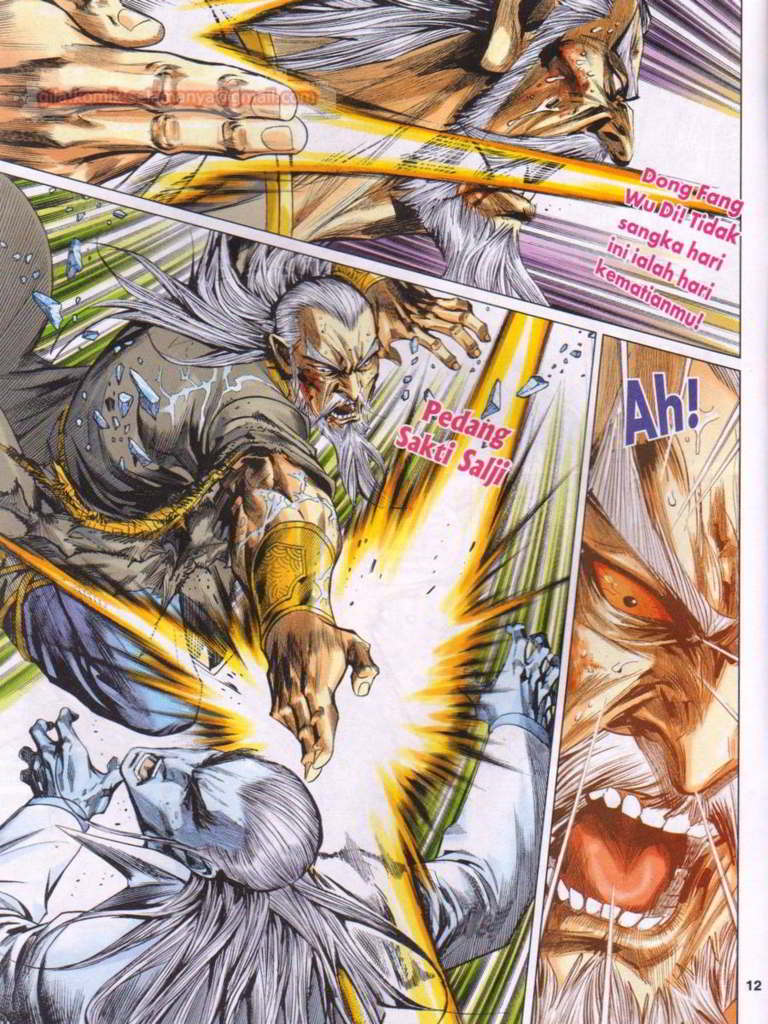 Dong Fang
Wu Di! Tidak
sangka hari
ini ialah hari
kematianmu!
Pedang
Sakti Salji
Ah!
12